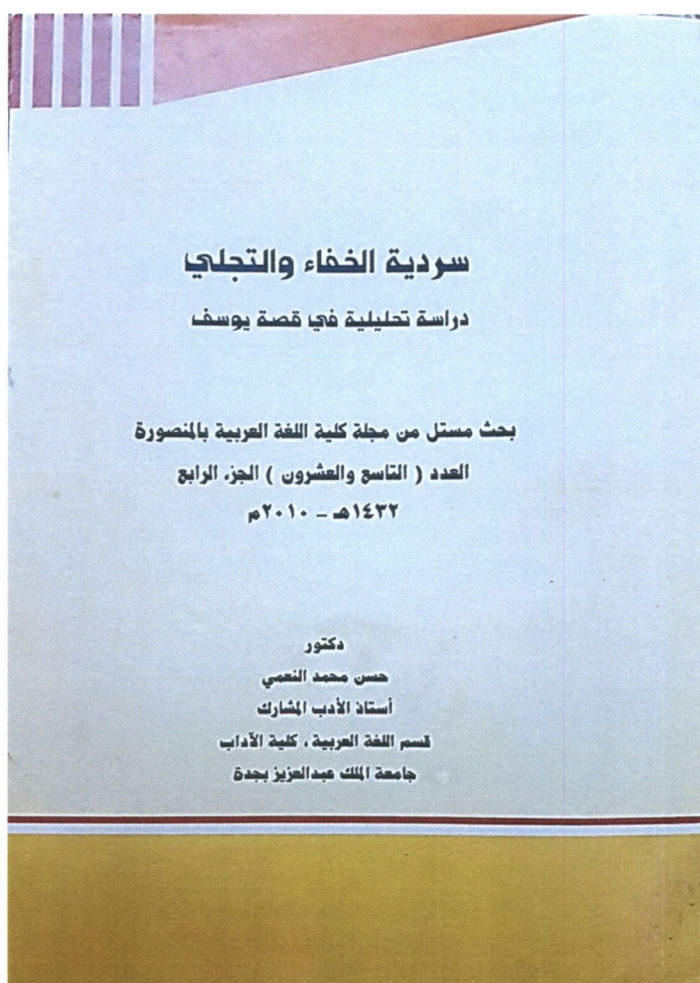 سردية الخفاء والتجلي
دراسة تحليلية في قصة يوسف
بحث مستل من مجلة كلية اللغة العربية بالمنصورة
العدد ( التاسع والعشرون ) الجزء الرابع
١٤٣٢هـ - ٢٠١٠م
دكتور
حسن محمد النعمي
أستاذ الأدب المشارك
قسم اللغة العربية، كلية الآداب
جامعة الملك عبدالعزيز بجدة